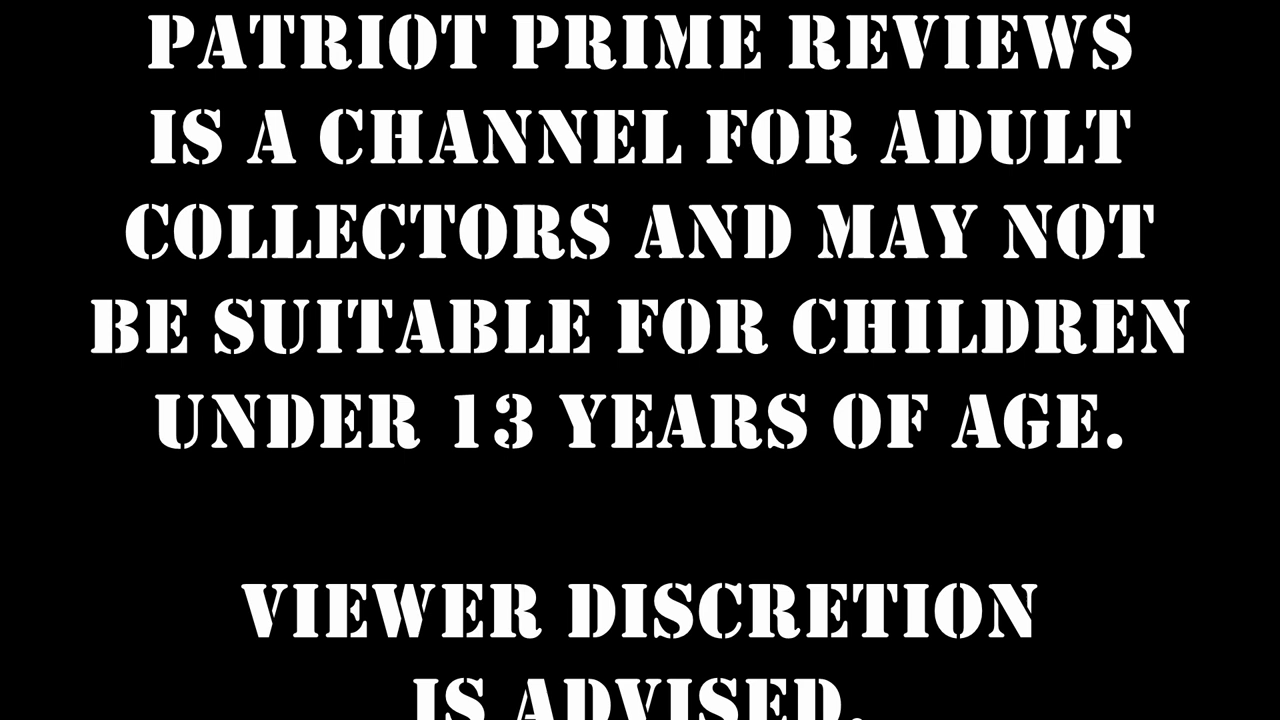 PATRIOT PRIME REVIEWS
IS A CHANNEL FOR ADULT
COLLECTORS AND MAY NOT
BE SUITABLE FOR CHILDREN
UNDER 13 YEARS OF AGE.
VIEWER DISCRETION
IS ADVISED.